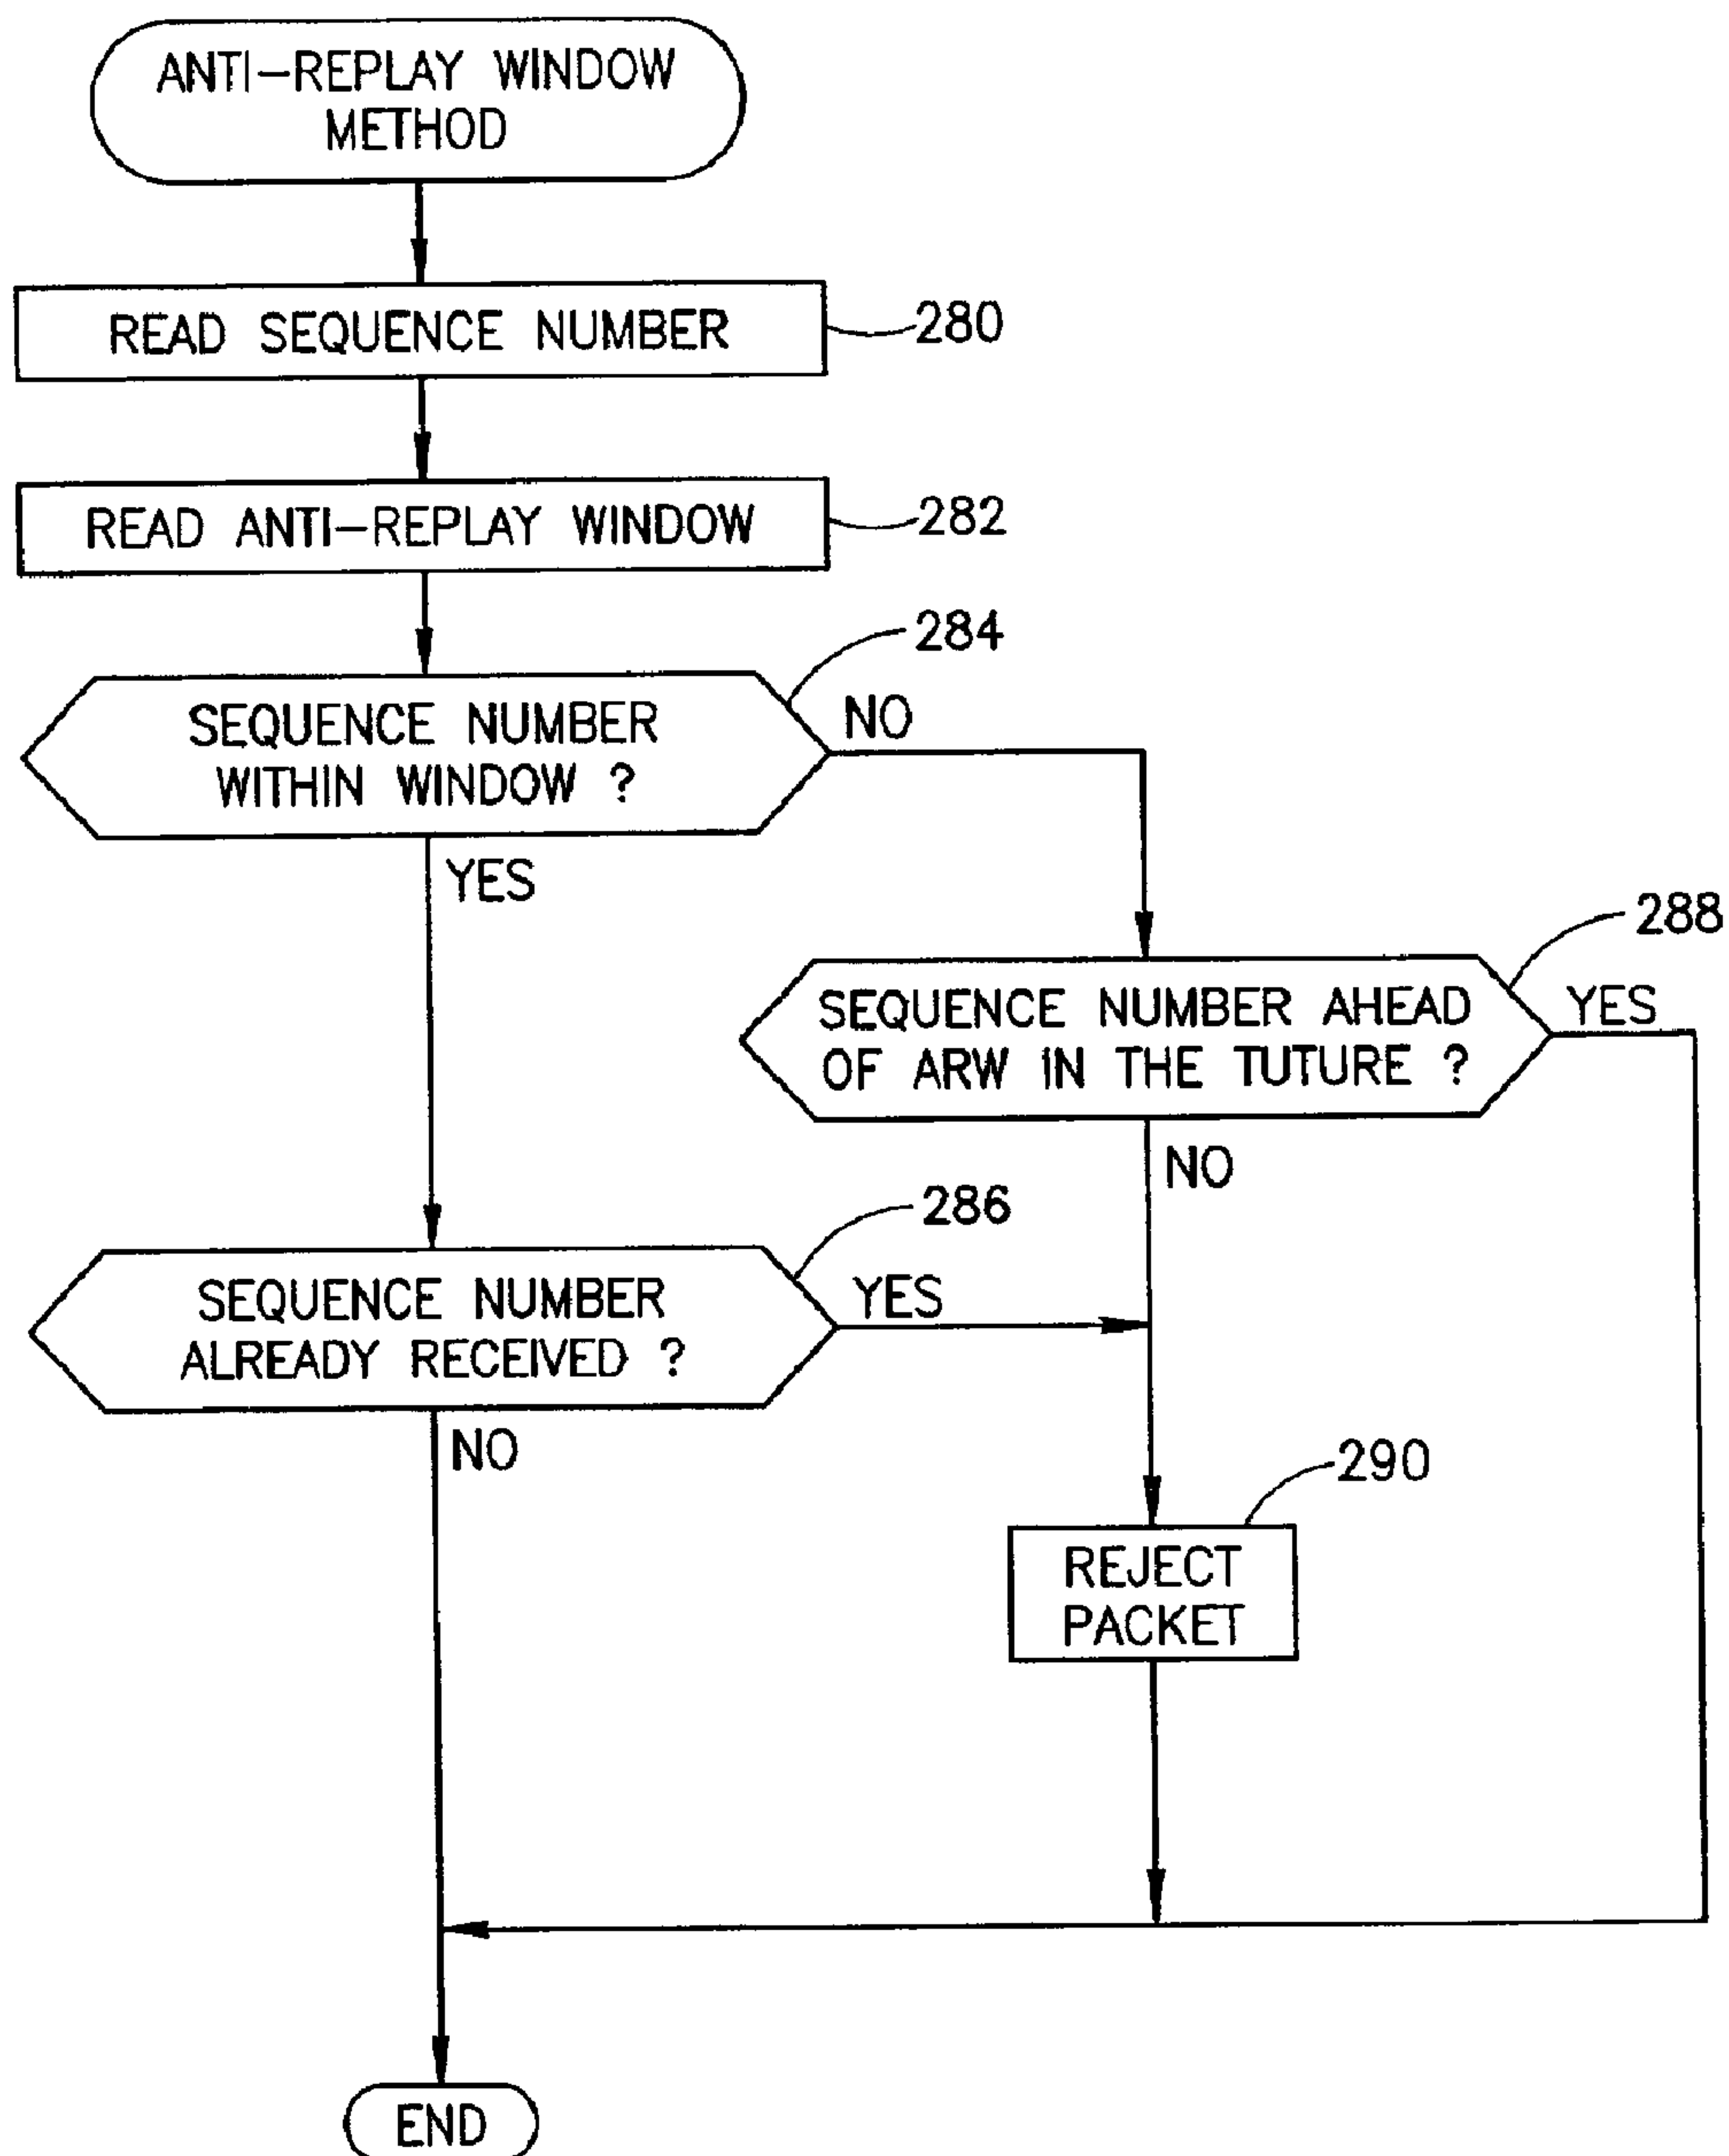 ANTI-REPLAY WINDOW
METHOD
READ SEQUENCE NUMBER
280
READ ANTI-REPLAY WINDOW
282
284
SEQUENCE NUMBER
WITHIN WINDOW ?
NO
YES
288
SEQUENCE NUMBER AHEAD
OF ARW IN THE TUTURE ?
YES
NO
286
SEQUENCE NUMBER
ALREADY RECEIVED ?
YES
NO
290
REJECT
PACKET
END